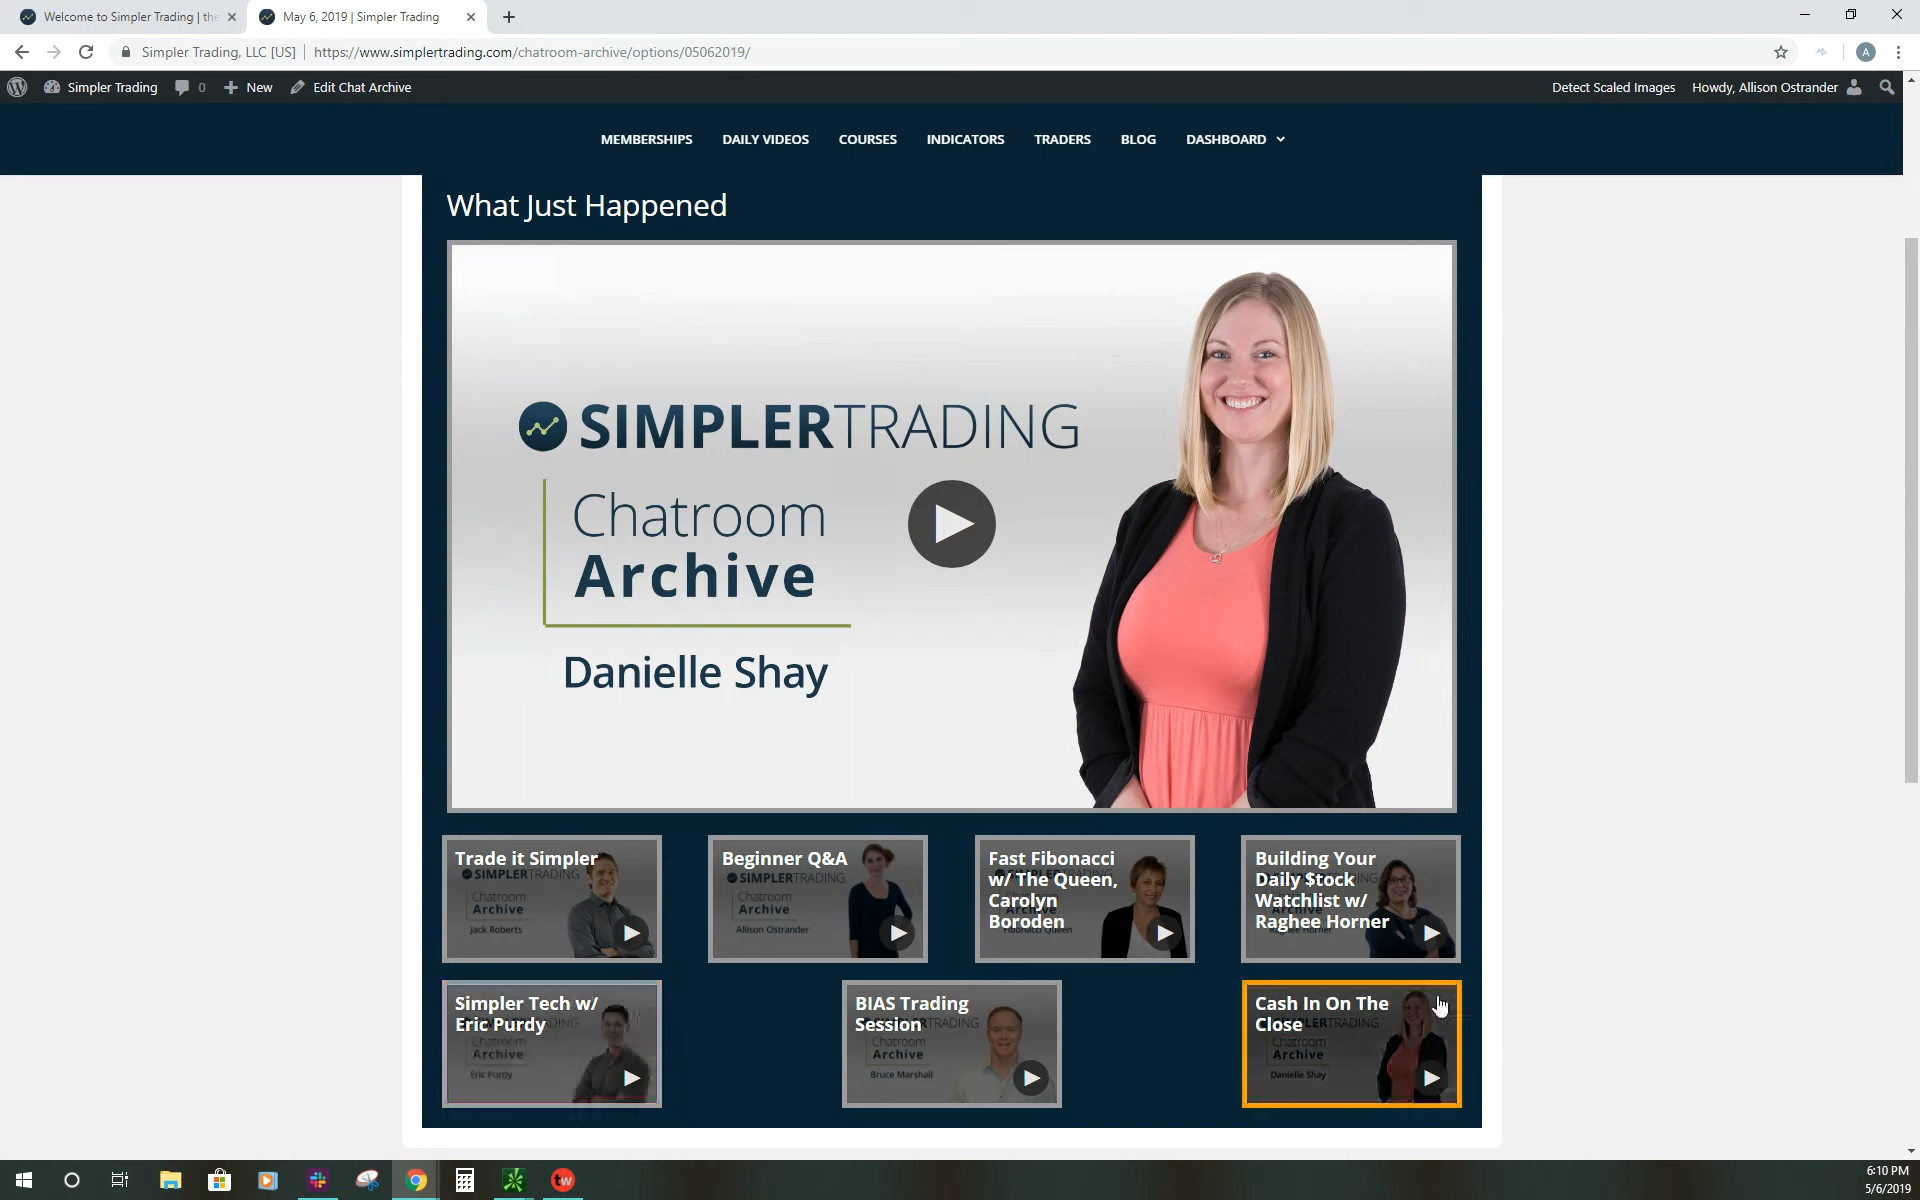 Welcome to Simpler Trading | the
May 6, 2019 | Simpler Trading
Simpler Trading, LLC [US]
https://www.simplertrading.com/chatroom-archive/options/05062019/
A
Simpler Trading
0
New
Edit Chat Archive
Detect Scaled Images
Howdy, Allison Ostrander
MEMBERSHIPS
DAILY VIDEOS
COURSES
INDICATORS
TRADERS
BLOG
DASHBOARD
What Just Happened
SIMPLERTRADING
Chatroom
Archive
Danielle Shay
Trade it Simpler
SIMPLERTRADING
Chatroom
Archive
Jack Roberts
Beginner Q&A
SIMPLERTRADING
Chatroom
Archive
Allison Ostrander
Fast Fibonacci
w/ The Queen,
Carolyn
Boroden
Fibonacci Queen
Building Your
Daily $tock
Watchlist w/
Raghee Horner
Simpler Tech w/
Eric Purdy
Chatroom
Archive
Eric Purdy
BIAS Trading
Session
Chatroom
Archive
Bruce Marshall
Cash In On The
Close
Chatroom
Archive
Danielle Shay
tw
6:10 PM
5/6/2019